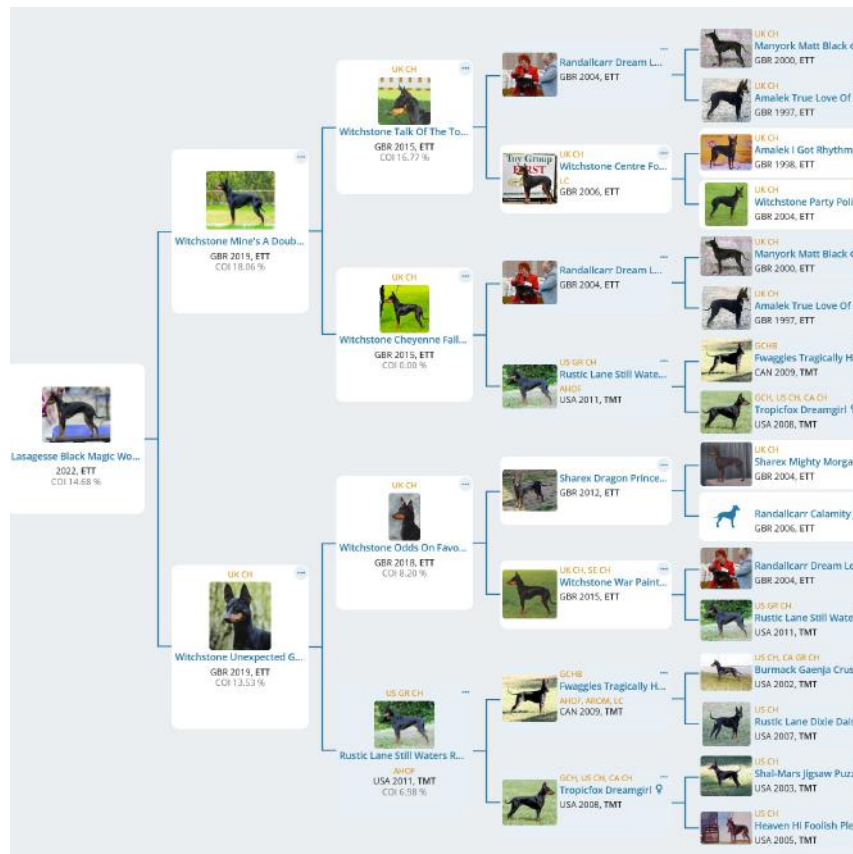 Lasagesse Black Magic Wo...
2022, ETT
COI 14.68 %
Witchstone Mine's A Doub...
GBR 2019, ETT
COI 18.06 %
UK CH
Witchstone Unexpected G...
GBR 2019, ETT
COI 13.53 %
UK CH
Witchstone Talk Of The To...
GBR 2015, ETT
COI 16.77 %
UK CH
Witchstone Cheyenne Fall...
GBR 2015, ETT
COI 0.00 %
UK CH
Witchstone Odds On Favo...
GBR 2018, ETT
COI 8.20 %
US GR CH
Rustic Lane Still Waters R...
AHOF
USA 2011, TMT
COI 6.98 %
Randallcarr Dream L...
GBR 2004, ETT
Toy Group
FIRST
UK CH
Witchstone Centre Fo...
LC
GBR 2006, ETT
Randallcarr Dream L...
GBR 2004, ETT
US GR CH
Rustic Lane Still Wate...
AHOF
USA 2011, TMT
Sharex Dragon Prince...
GBR 2012, ETT
UK CH, SE CH
Witchstone War Paint...
GBR 2015, ETT
GCHB
Fwaggles Tragically H...
AHOF, AROM, LC
CAN 2009, TMT
GCH, US CH, CA CH
Tropicfox Dreamgirl ♀
USA 2008, TMT
UK CH
Manyork Matt Black
GBR 2000, ETT
UK CH
Amalek True Love Of
GBR 1997, ETT
UK CH
Amalek I Got Rhythm
GBR 1998, ETT
UK CH
Witchstone Party Poli
GBR 2004, ETT
UK CH
Manyork Matt Black
GBR 2000, ETT
UK CH
Amalek True Love Of
GBR 1997, ETT
GCHB
Fwaggles Tragically H
CAN 2009, TMT
GCH, US CH, CA CH
Tropicfox Dreamgirl
USA 2008, TMT
UK CH
Sharex Mighty Morga
GBR 2004, ETT
Randallcarr Calamity
GBR 2006, ETT
Randallcarr Dream Lo
GBR 2004, ETT
US GR CH
Rustic Lane Still Wate
USA 2011, TMT
US CH, CA GR CH
Burmack Gaenja Crus
USA 2002, TMT
US CH
Rustic Lane Dixie Dai
USA 2007, TMT
US CH
Shal-Mars Jigsaw Puz
USA 2003, TMT
US CH
Heaven Hi Foolish Ple
USA 2005, TMT